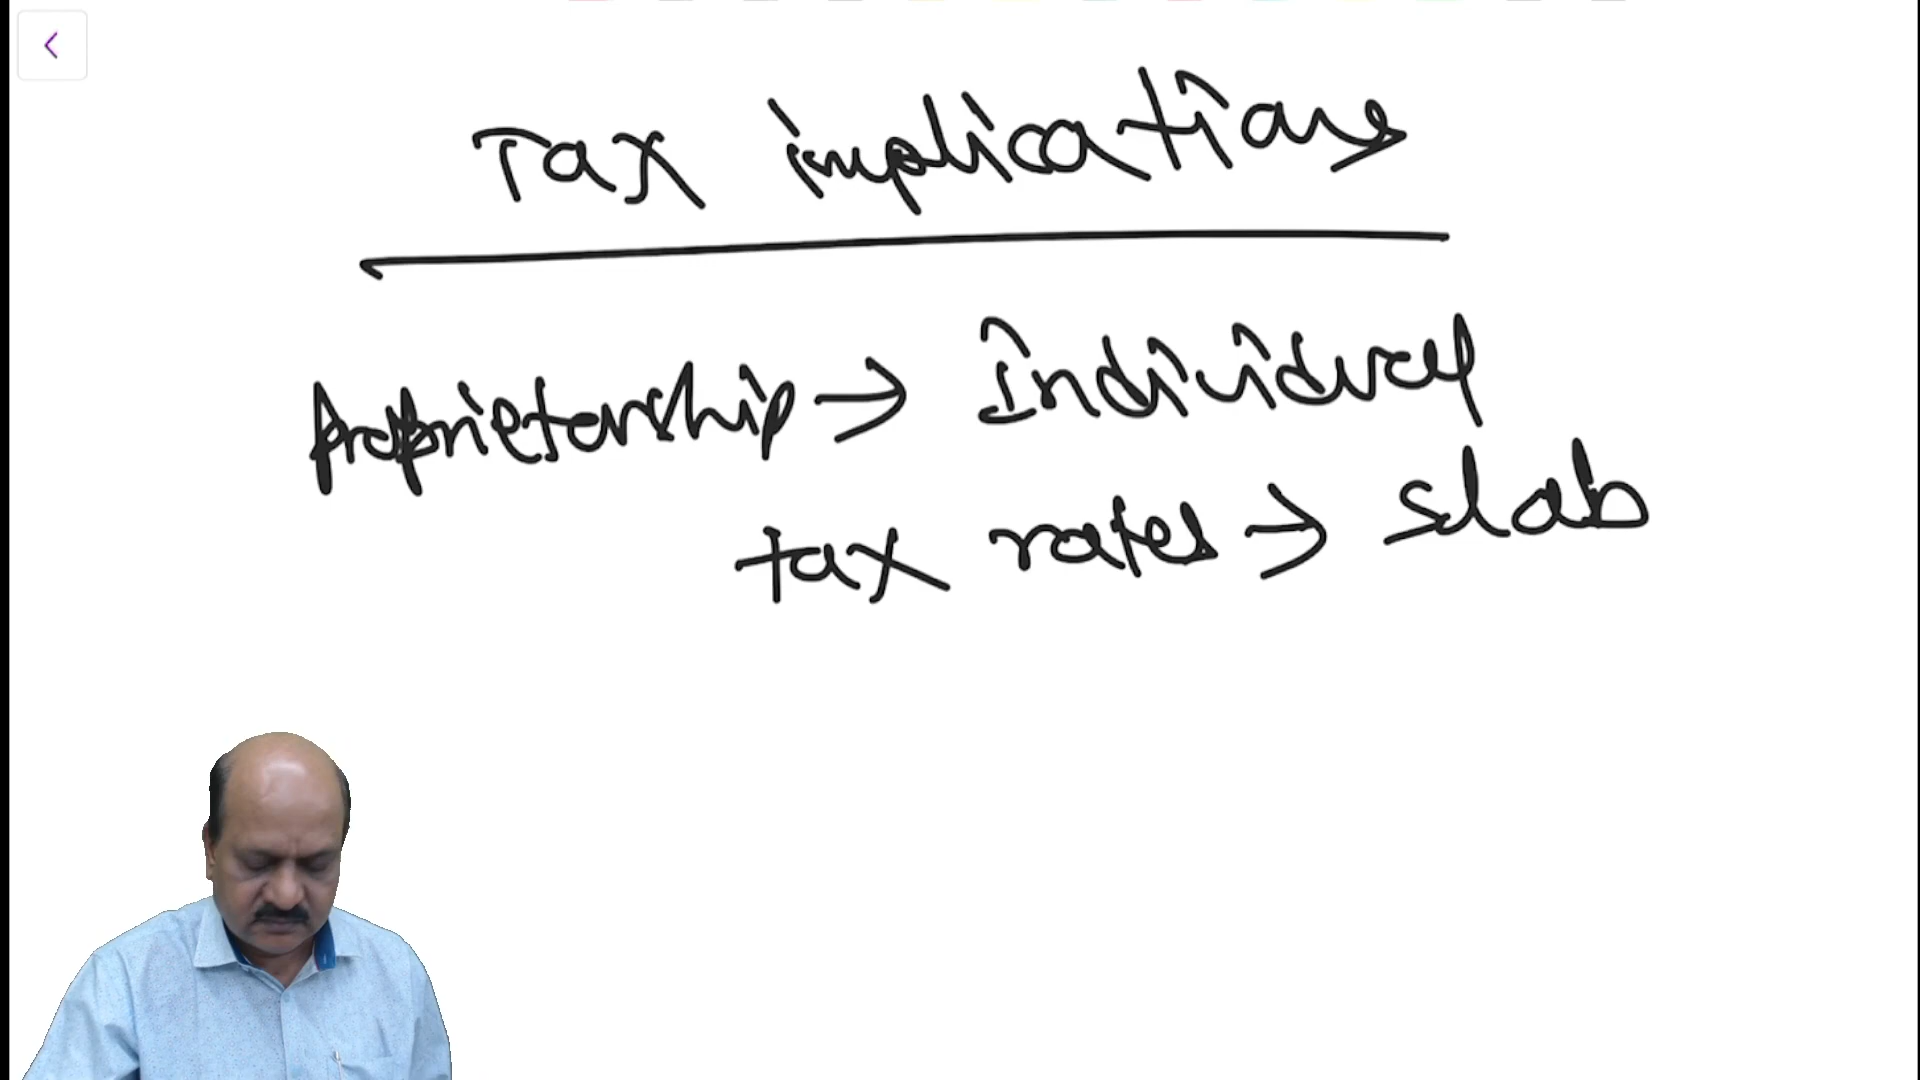 Tax implications
Proprietorship → Individual
tax rates → slab